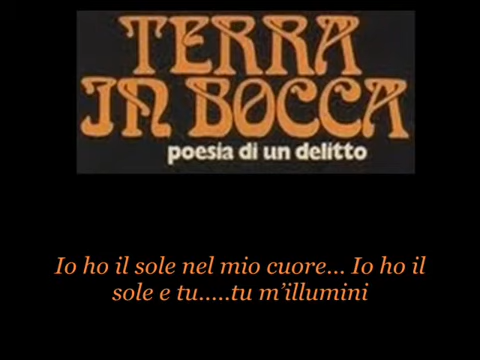 TERRA
IN BOCCA
poesia di un delitto
Io ho il sole nel mio cuore... Io ho il
sole e tu.....tu m’illumini